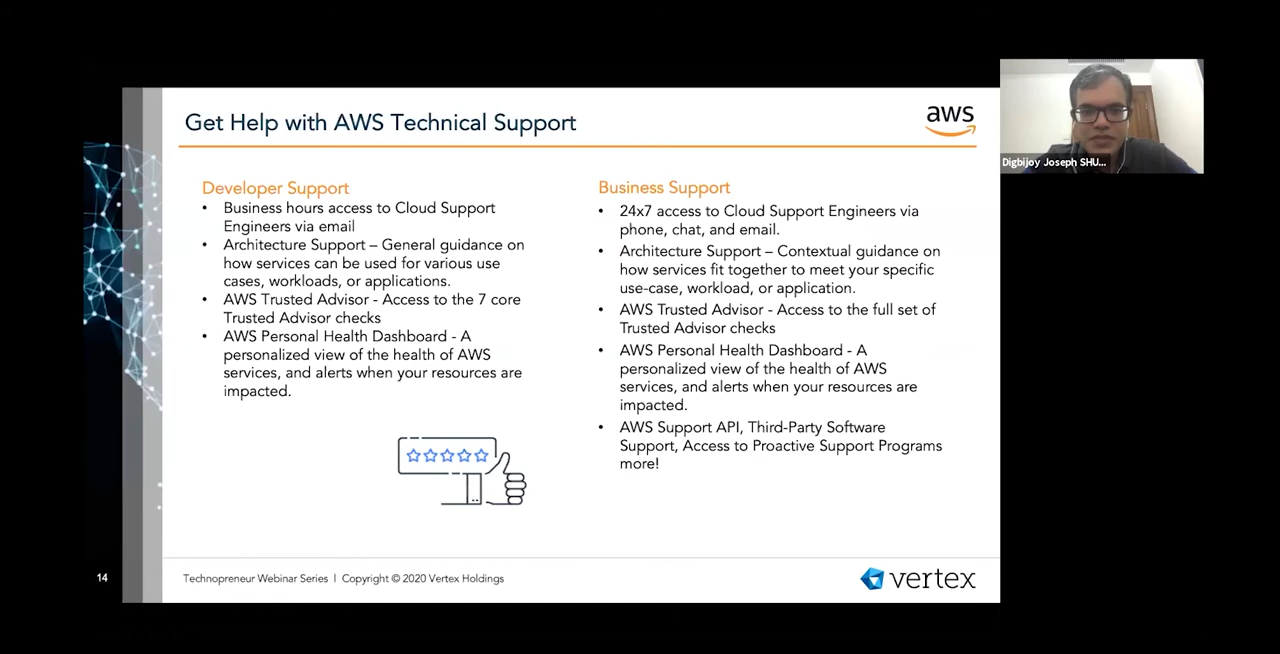 Get Help with AWS Technical Support
aws
Developer Support
• Business hours access to Cloud Support
Engineers via email
• Architecture Support – General guidance on
how services can be used for various use
cases, workloads, or applications.
• AWS Trusted Advisor - Access to the 7 core
Trusted Advisor checks
• AWS Personal Health Dashboard - A
personalized view of the health of AWS
services, and alerts when your resources are
impacted.
Business Support
• 24x7 access to Cloud Support Engineers via
phone, chat, and email.
• Architecture Support – Contextual guidance on
how services fit together to meet your specific
use-case, workload, or application.
• AWS Trusted Advisor - Access to the full set of
Trusted Advisor checks
• AWS Personal Health Dashboard - A
personalized view of the health of AWS
services, and alerts when your resources are
impacted.
• AWS Support API, Third-Party Software
Support, Access to Proactive Support Programs
more!
Digbijoy Joseph SHU...
14
Technopreneur Webinar Series | Copyright © 2020 Vertex Holdings
vertex